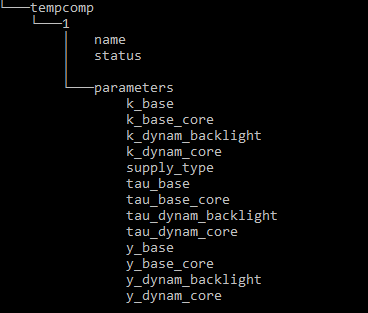 tempcomp
1
name
status
parameters
k_base
k_base_core
k_dynam_backlight
k_dynam_core
supply_type
tau_base
tau_base_core
tau_dynam_backlight
tau_dynam_core
y_base
y_base_core
y_dynam_backlight
y_dynam_core